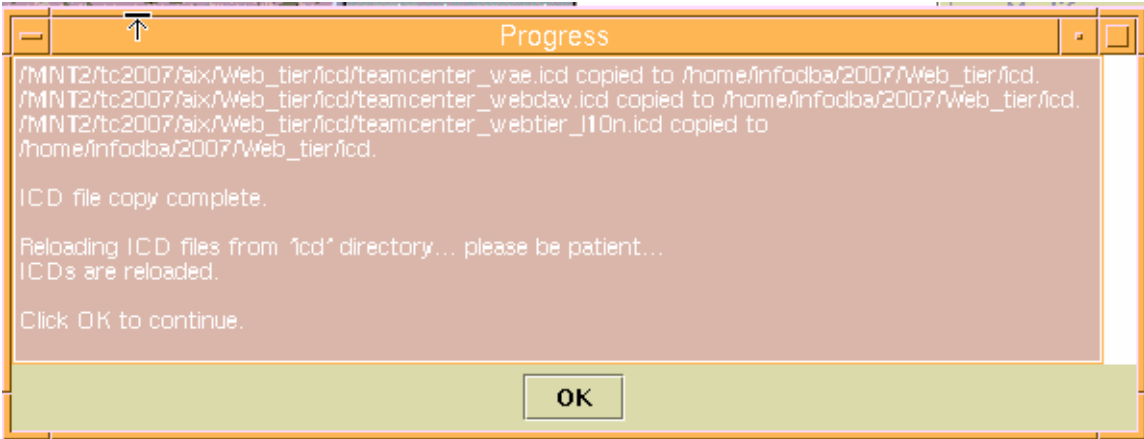 Progress
/MNT2/tc2007/aix/Web_tier/icd/teamcenter_wae.icd copied to /home/infodba/2007/Web_tier/icd.
/MNT2/tc2007/aix/Web_tier/icd/teamcenter_webdav.icd copied to /home/infodba/2007/Web_tier/icd.
/MNT2/tc2007/aix/Web_tier/icd/teamcenter_webtier_l10n.icd copied to
/home/infodba/2007/Web_tier/icd.
ICD file copy complete.
Reloading ICD files from "icd" directory... please be patient...
ICDs are reloaded.
Click OK to continue.
OK